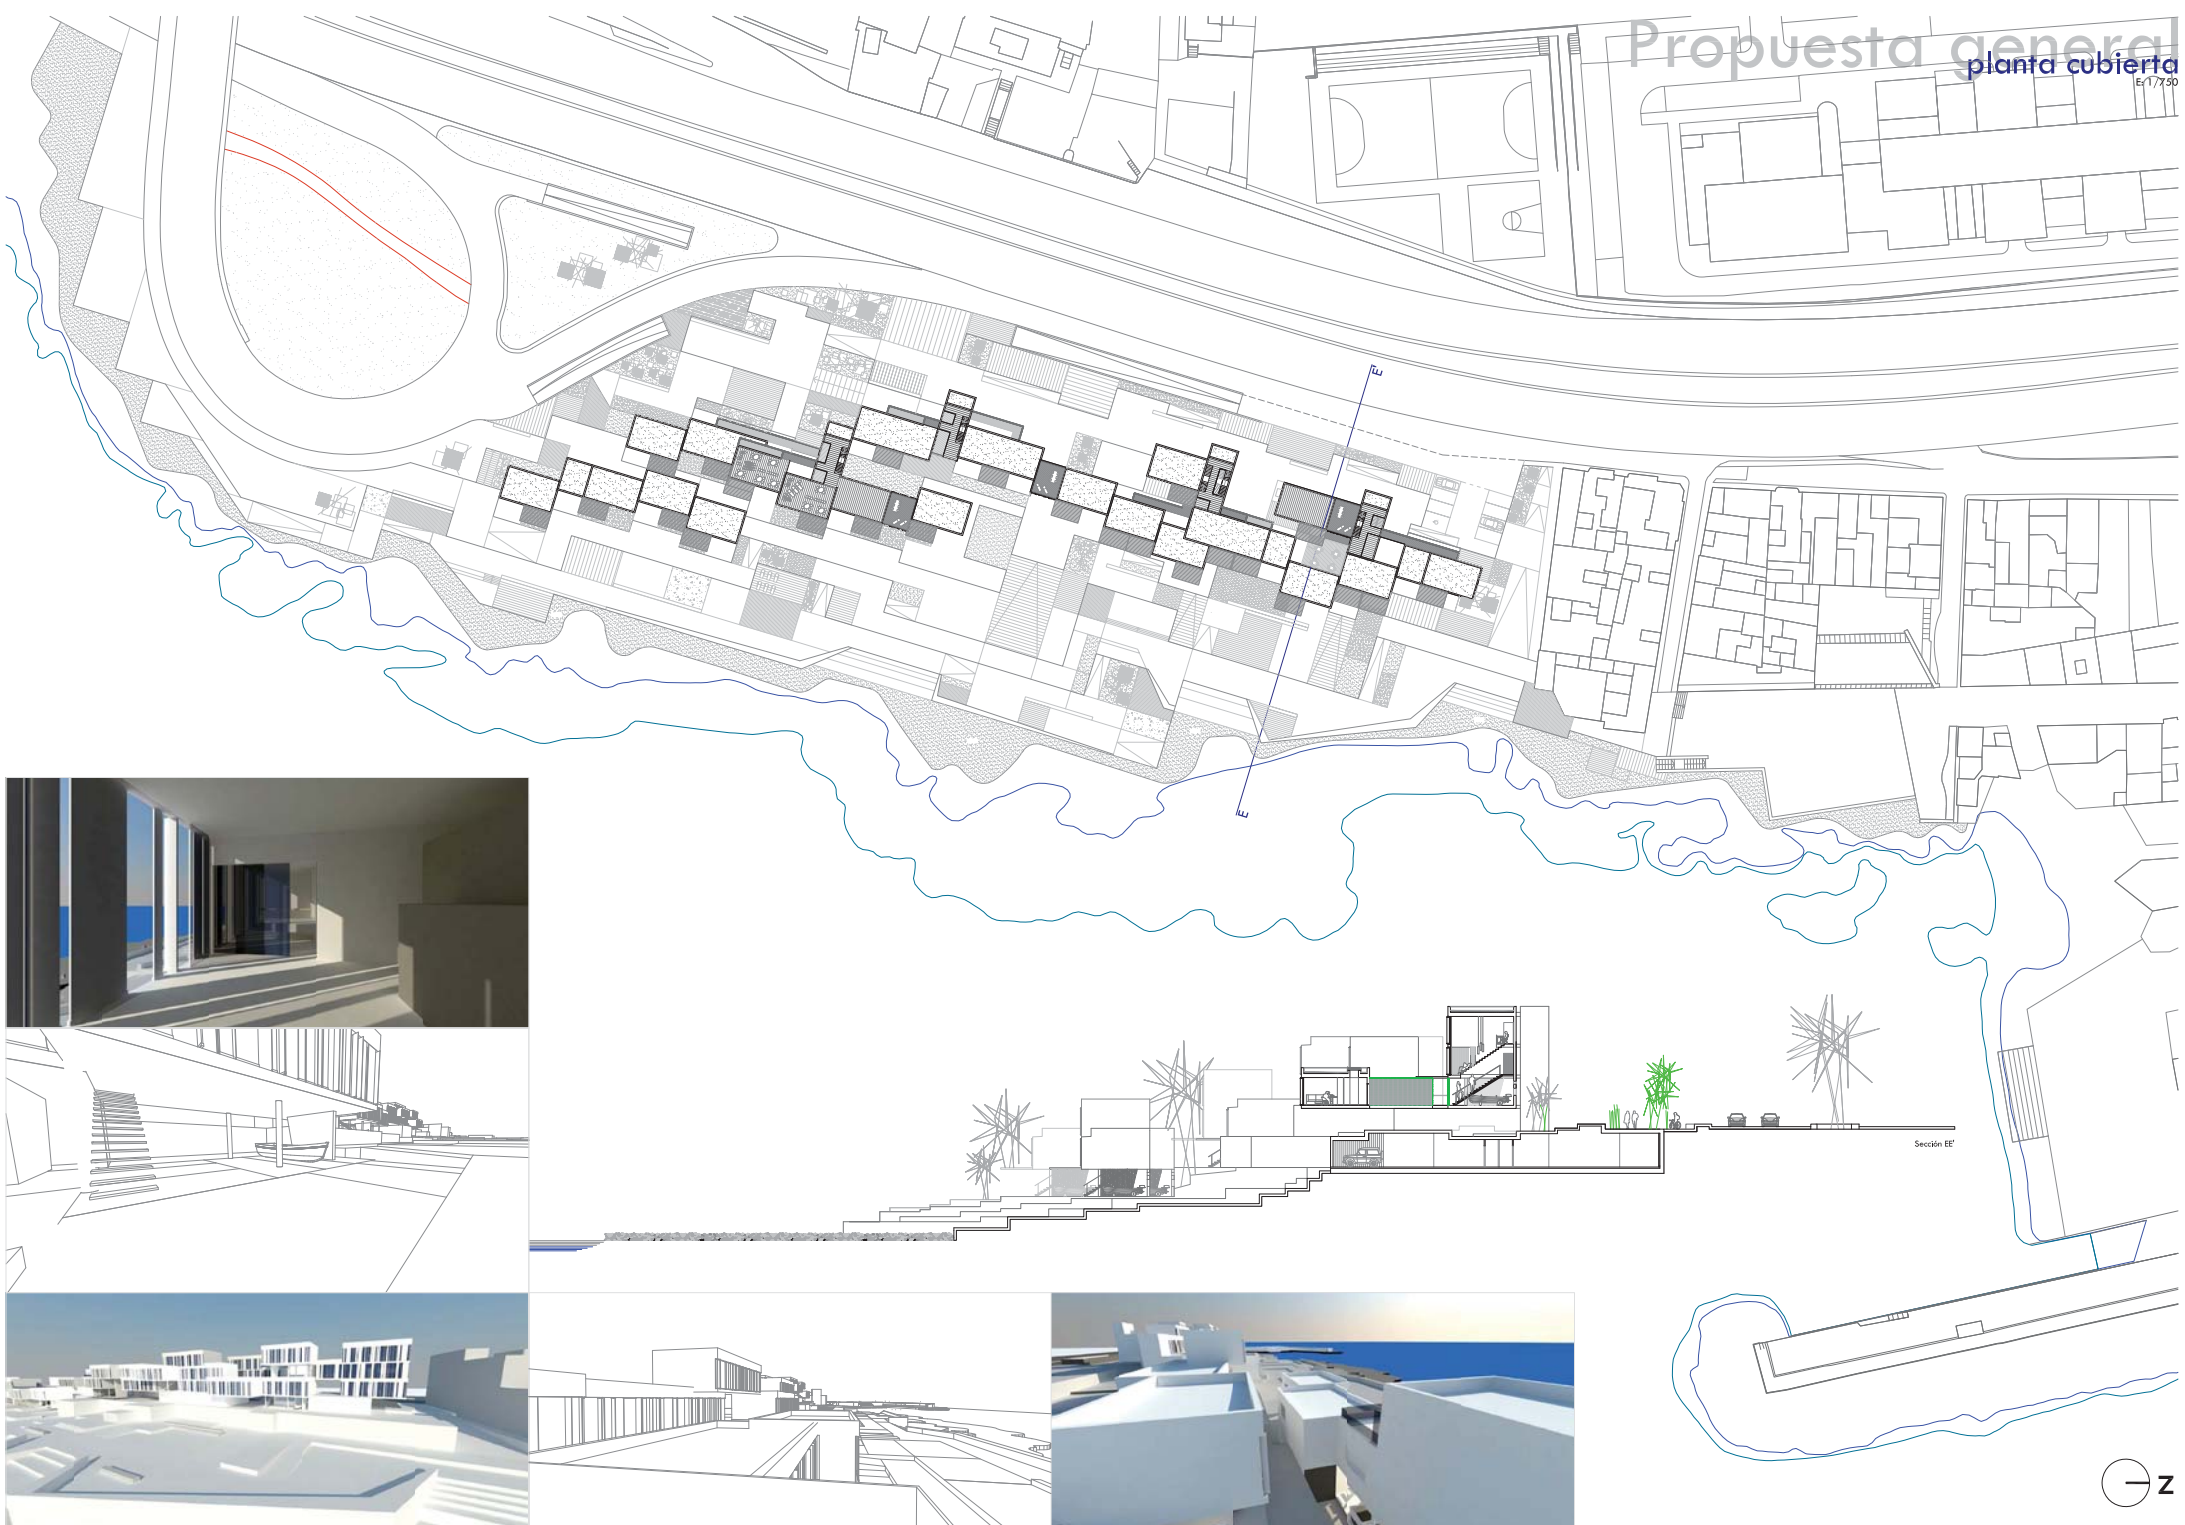 Propuesta general
planta cubierta
E: 1/750
E'
E
Sección EE'
Z